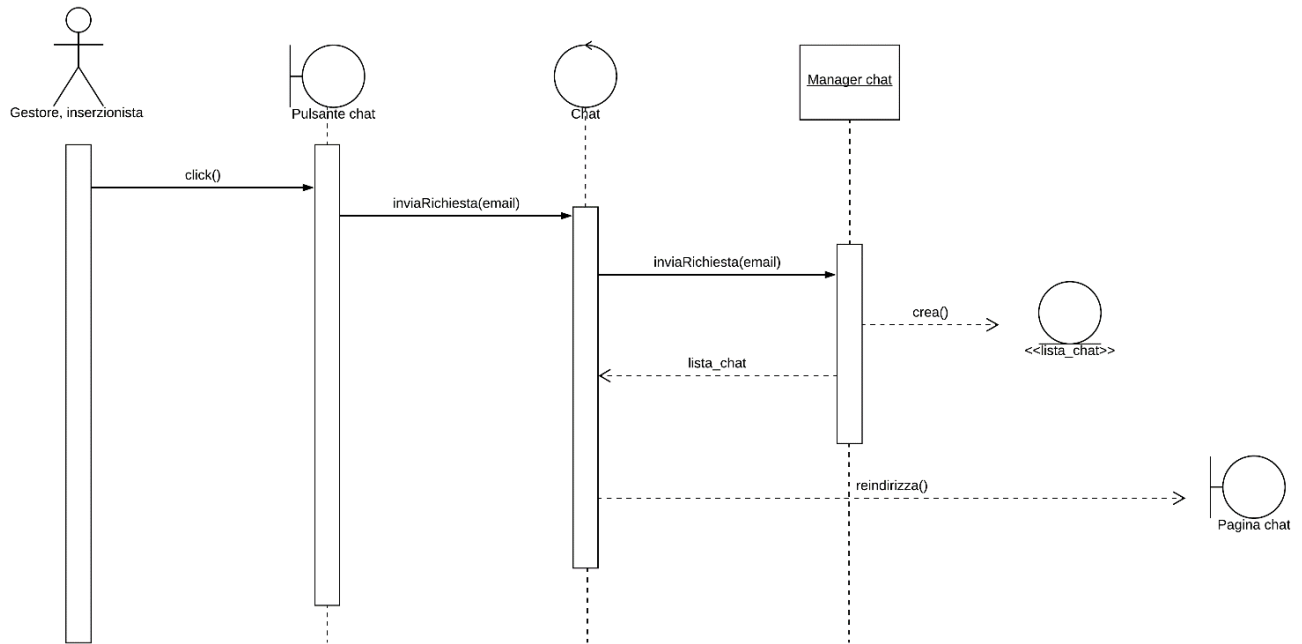 Gestore, inserzionista
Pulsante chat
Chat
Manager chat
click()
inviaRichiesta(email)
inviaRichiesta(email)
crea()
<<lista_chat>>
lista_chat
reindirizza()
Pagina chat